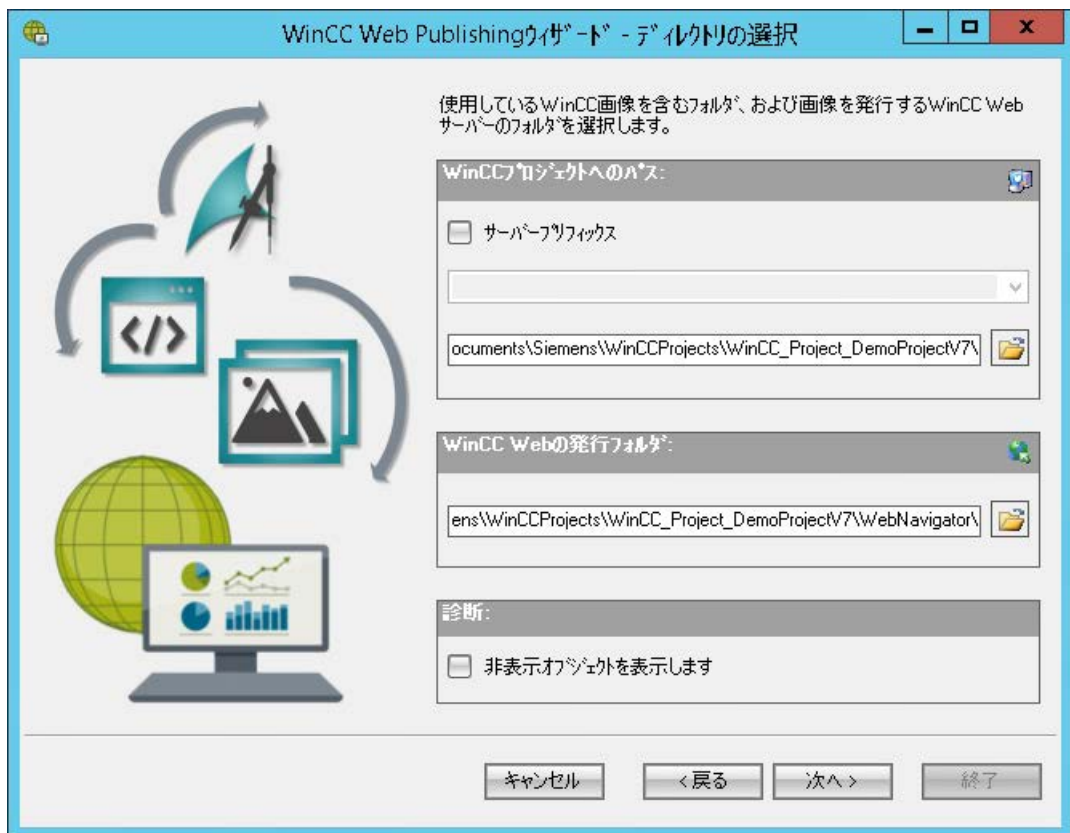 WinCC Web Publishingウィザード - ディレクトリの選択
使用しているWinCC画像を含むフォルダ、および画像を発行するWinCC Web
サーバーのフォルダを選択します。
WinCCプロジェクトへのパス:
サーバープリフィックス
ocuments\Siemens\WinCCProjects\WinCC_Project_DemoProjectV7\
</>
WinCC Webの発行フォルダ:
ens\WinCCProjects\WinCC_Project_DemoProjectV7\WebNavigator\
診断:
非表示オブジェクトを表示します
キャンセル
<戻る
次へ>
終了